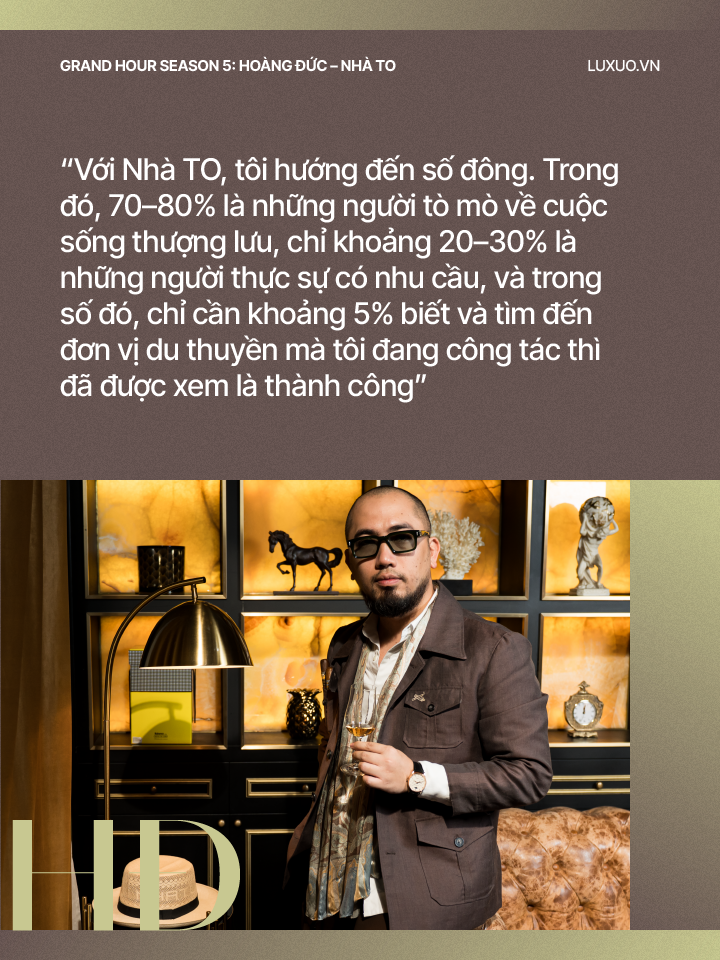 GRAND HOUR SEASON 5: HOÀNG ĐỨC – NHÀ TO
LUXUO.VN
“Với Nhà TO, tôi hướng đến số đông. Trong
đó, 70–80% là những người tò mò về cuộc
sống thượng lưu, chỉ khoảng 20–30% là
những người thực sự có nhu cầu, và trong
số đó, chỉ cần khoảng 5% biết và tìm đến
đơn vị du thuyền mà tôi đang công tác thì
đã được xem là thành công”
HD